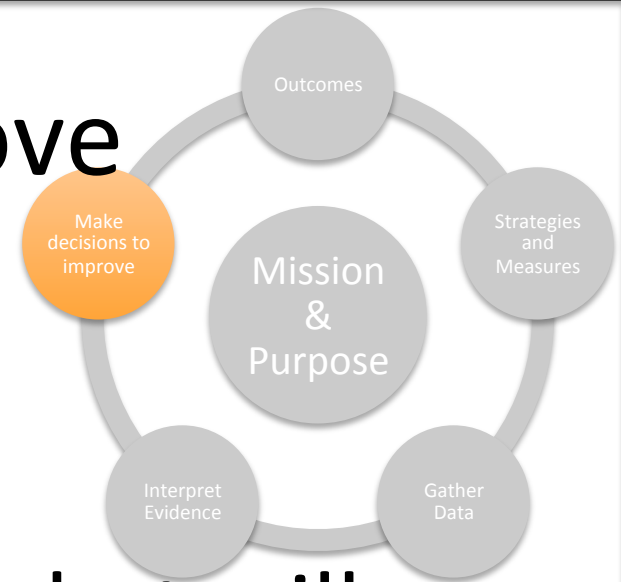 ove
Outcomes
Make
decisions to
improve
Strategies
and
Measures
Mission
&
Purpose
Interpret
Evidence
Gather
Data